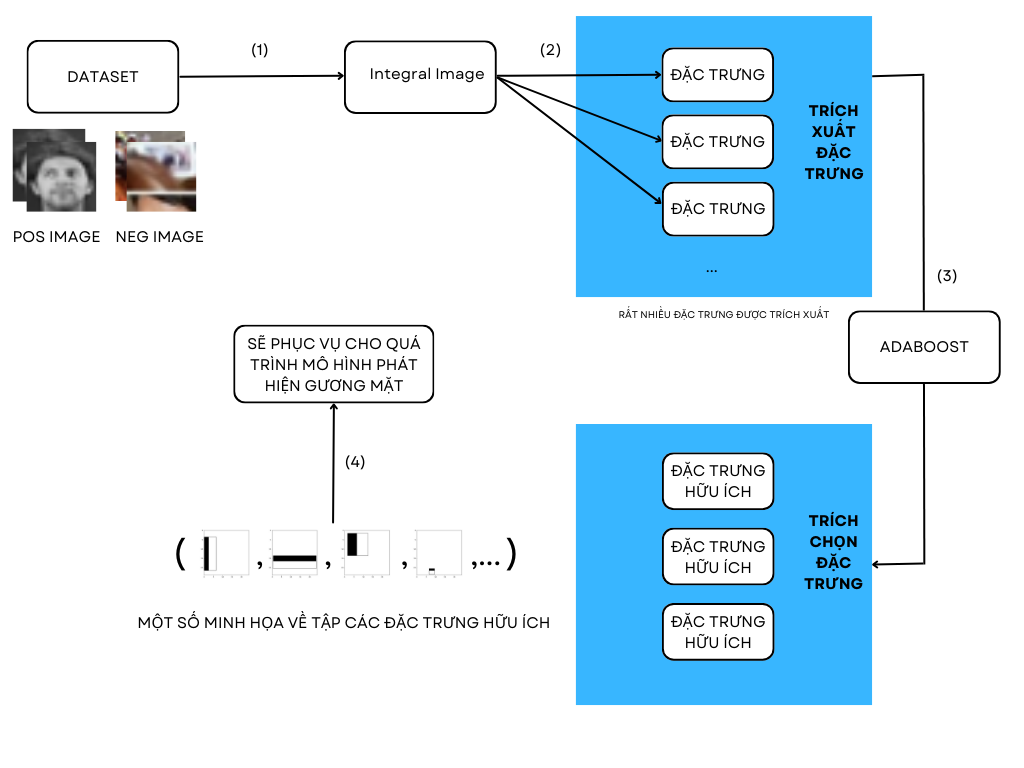 DATASET
(1)
Integral Image
(2)
ĐẶC TRƯNG
ĐẶC TRƯNG
ĐẶC TRƯNG
...
TRÍCH
XUẤT
ĐẶC
TRƯNG
POS IMAGE
NEG IMAGE
RẤT NHIỀU ĐẶC TRƯNG ĐƯỢC TRÍCH XUẤT
(3)
ADABOOST
ĐẶC TRƯNG
HỮU ÍCH
ĐẶC TRƯNG
HỮU ÍCH
ĐẶC TRƯNG
HỮU ÍCH
TRÍCH
CHỌN
ĐẶC
TRƯNG
SẼ PHỤC VỤ CHO QUÁ
TRÌNH MÔ HÌNH PHÁT
HIỆN GƯƠNG MẶT
(4)
( , , , ,...)
MỘT SỐ MINH HỌA VỀ TẬP CÁC ĐẶC TRƯNG HỮU ÍCH